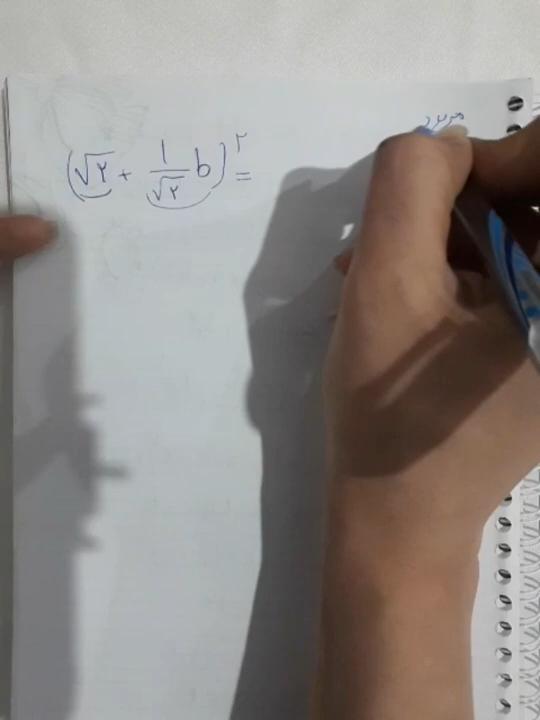 (√۲ + 1/√۲ b)^۲ =